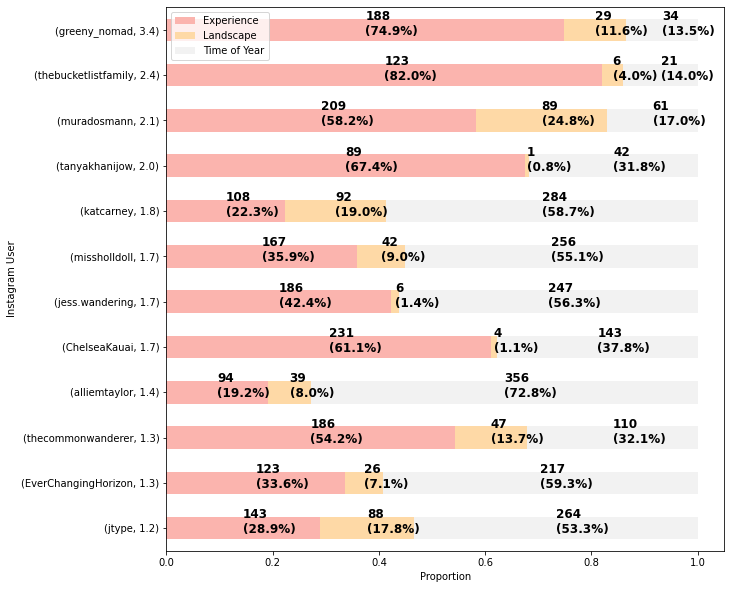 Experience
Landscape
Time of Year
(greeny_nomad, 3.4)
188 29 34
(74.9%) (11.6%) (13.5%)
(thebucketlistfamily, 2.4)
123 6 21
(82.0%) (4.0%) (14.0%)
(muradosmann, 2.1)
209 89 61
(58.2%) (24.8%) (17.0%)
(tanyakhanijow, 2.0)
89 1 42
(67.4%) (0.8%) (31.8%)
(katcarney, 1.8)
108 92 284
(22.3%) (19.0%) (58.7%)
(missholldoll, 1.7)
167 42 256
(35.9%) (9.0%) (55.1%)
(jess.wandering, 1.7)
186 6 247
(42.4%) (1.4%) (56.3%)
(ChelseaKauai, 1.7)
231 4 143
(61.1%) (1.1%) (37.8%)
(alliemtaylor, 1.4)
94 39 356
(19.2%) (8.0%) (72.8%)
(thecommonwanderer, 1.3)
186 47 110
(54.2%) (13.7%) (32.1%)
(EverChangingHorizon, 1.3)
123 26 217
(33.6%) (7.1%) (59.3%)
(jtype, 1.2)
143 88 264
(28.9%) (17.8%) (53.3%)
Instagram User
0.0 0.2 0.4 0.6 0.8 1.0
Proportion